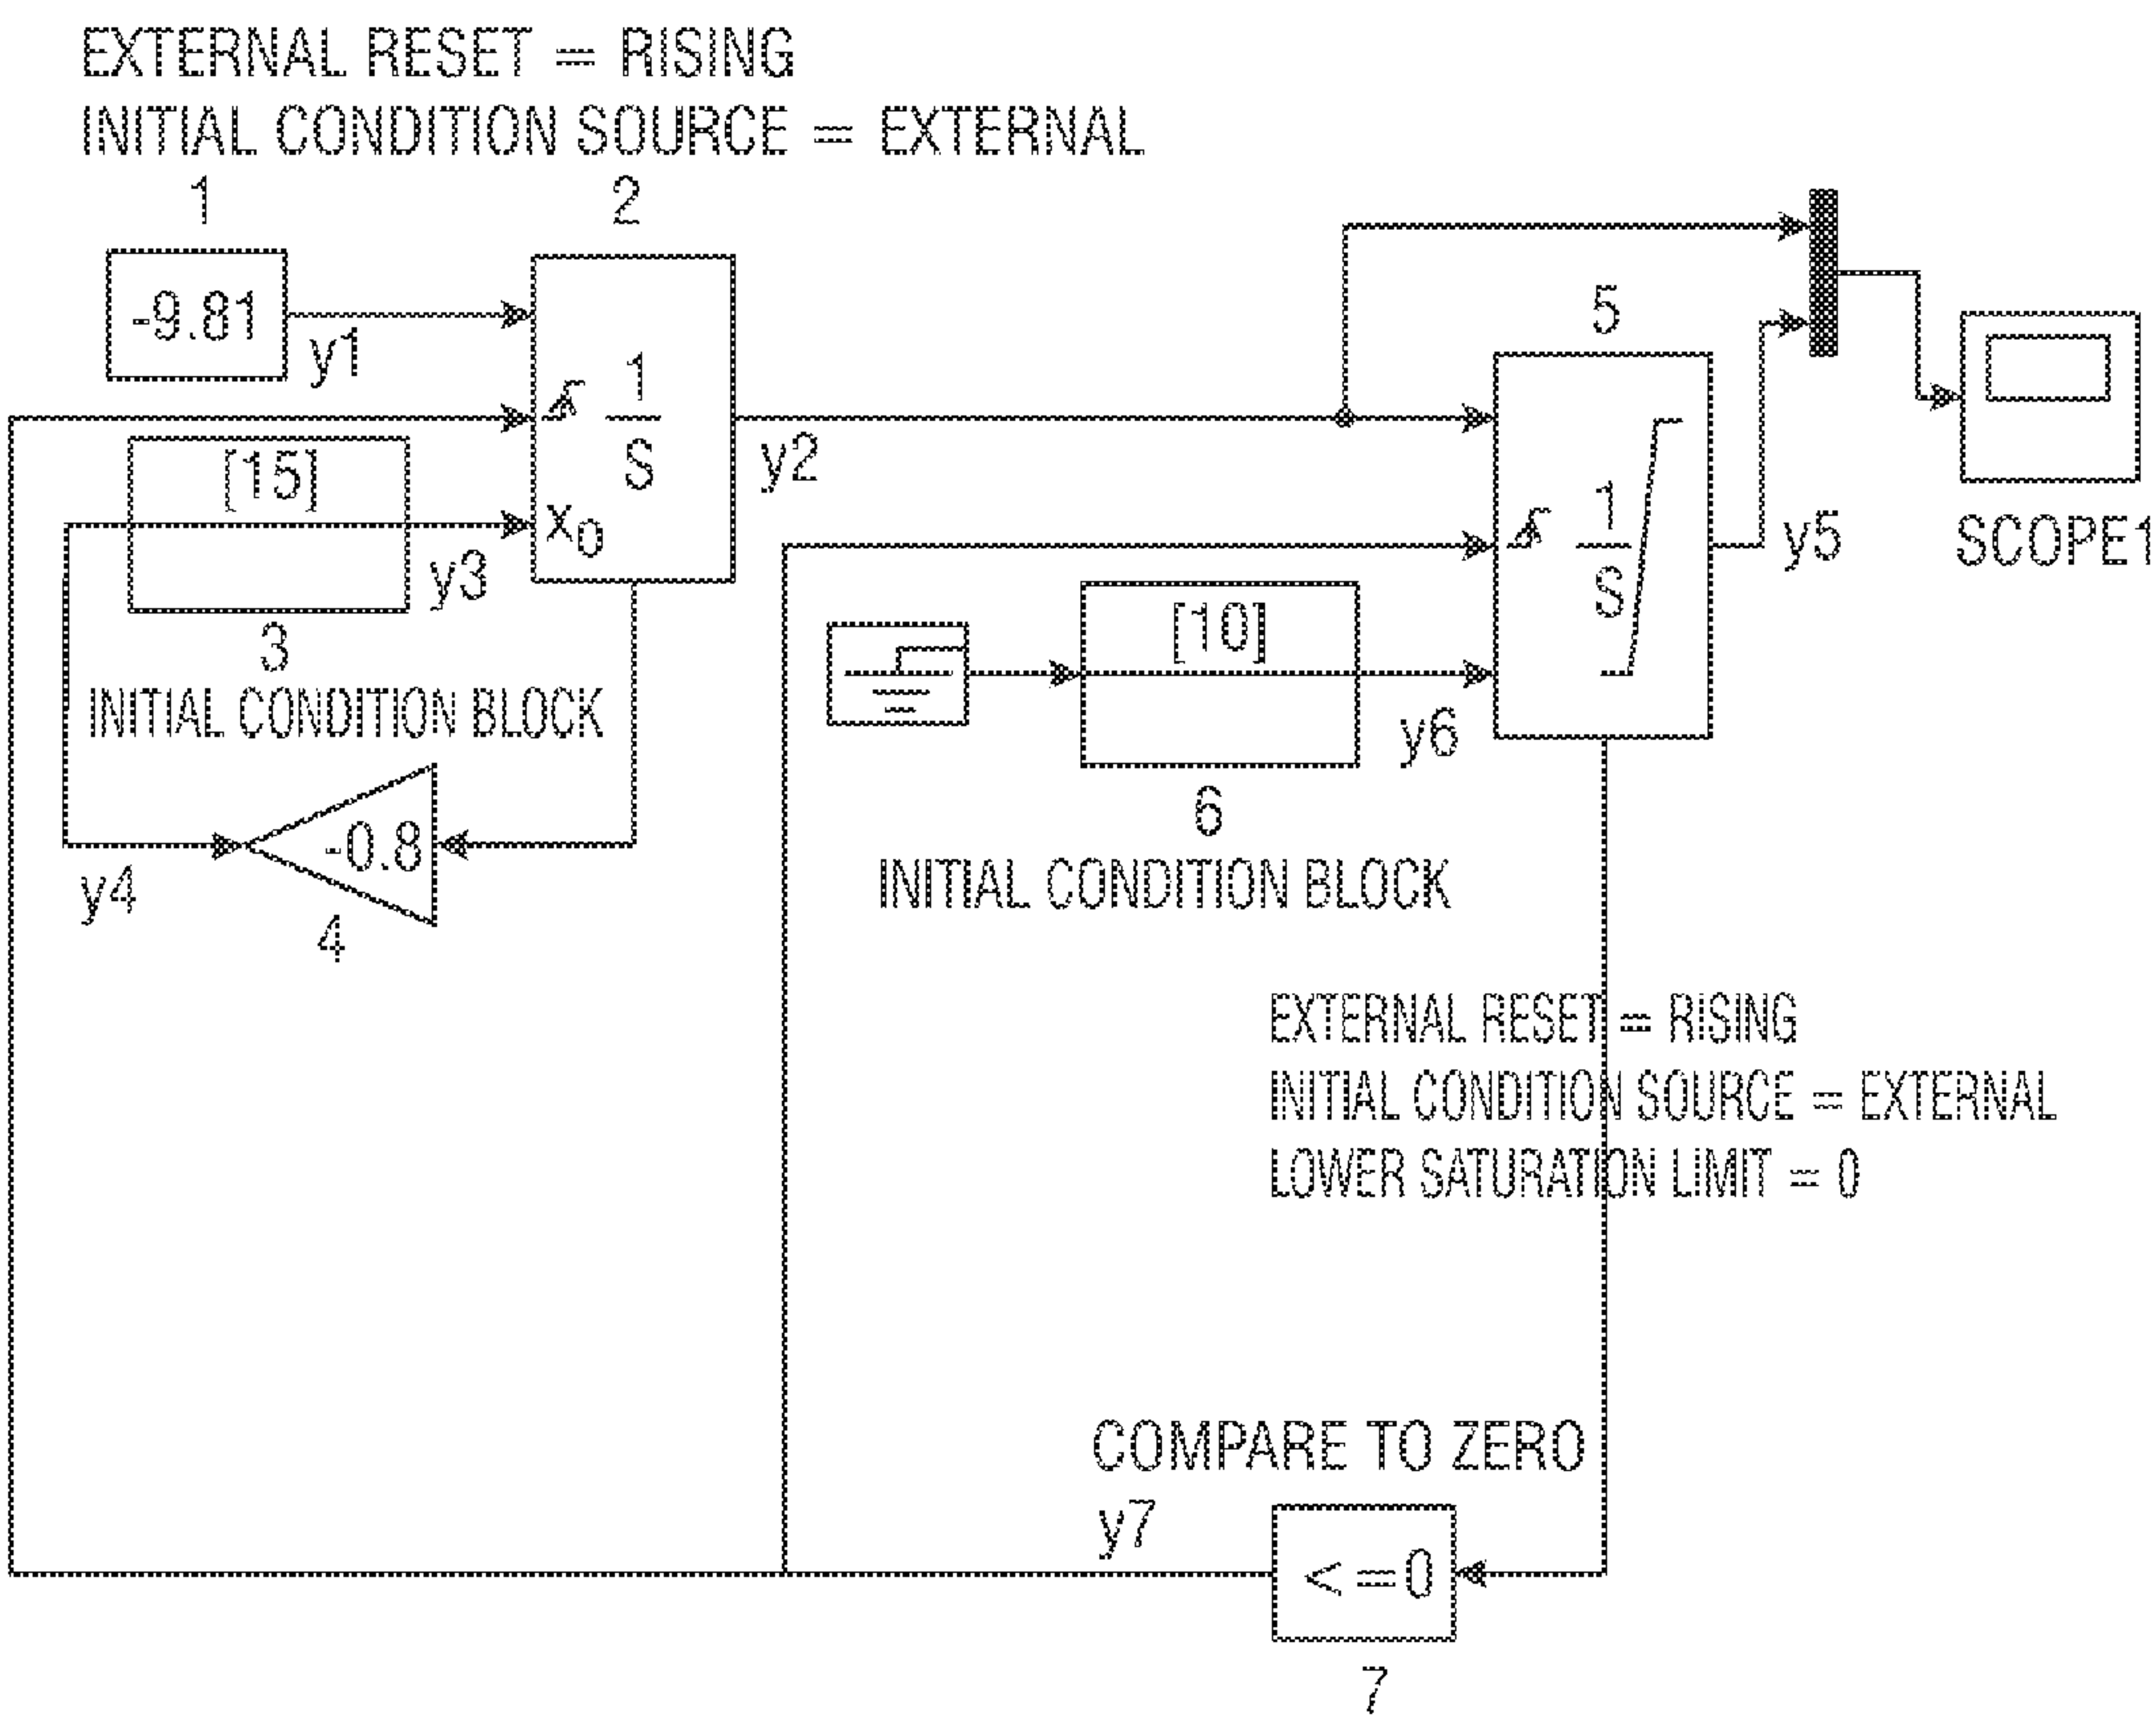 EXTERNAL RESET = RISING
INITIAL CONDITION SOURCE = EXTERNAL
1
2
-9.81
y1
5
1
S
[15]
y2
x0
y3
3
INITIAL CONDITION BLOCK
-0.8
y4
4
[10]
1
S
y5
SCOPE1
y6
6
INITIAL CONDITION BLOCK
EXTERNAL RESET = RISING
INITIAL CONDITION SOURCE = EXTERNAL
LOWER SATURATION LIMIT = 0
COMPARE TO ZERO
y7
<=0
7